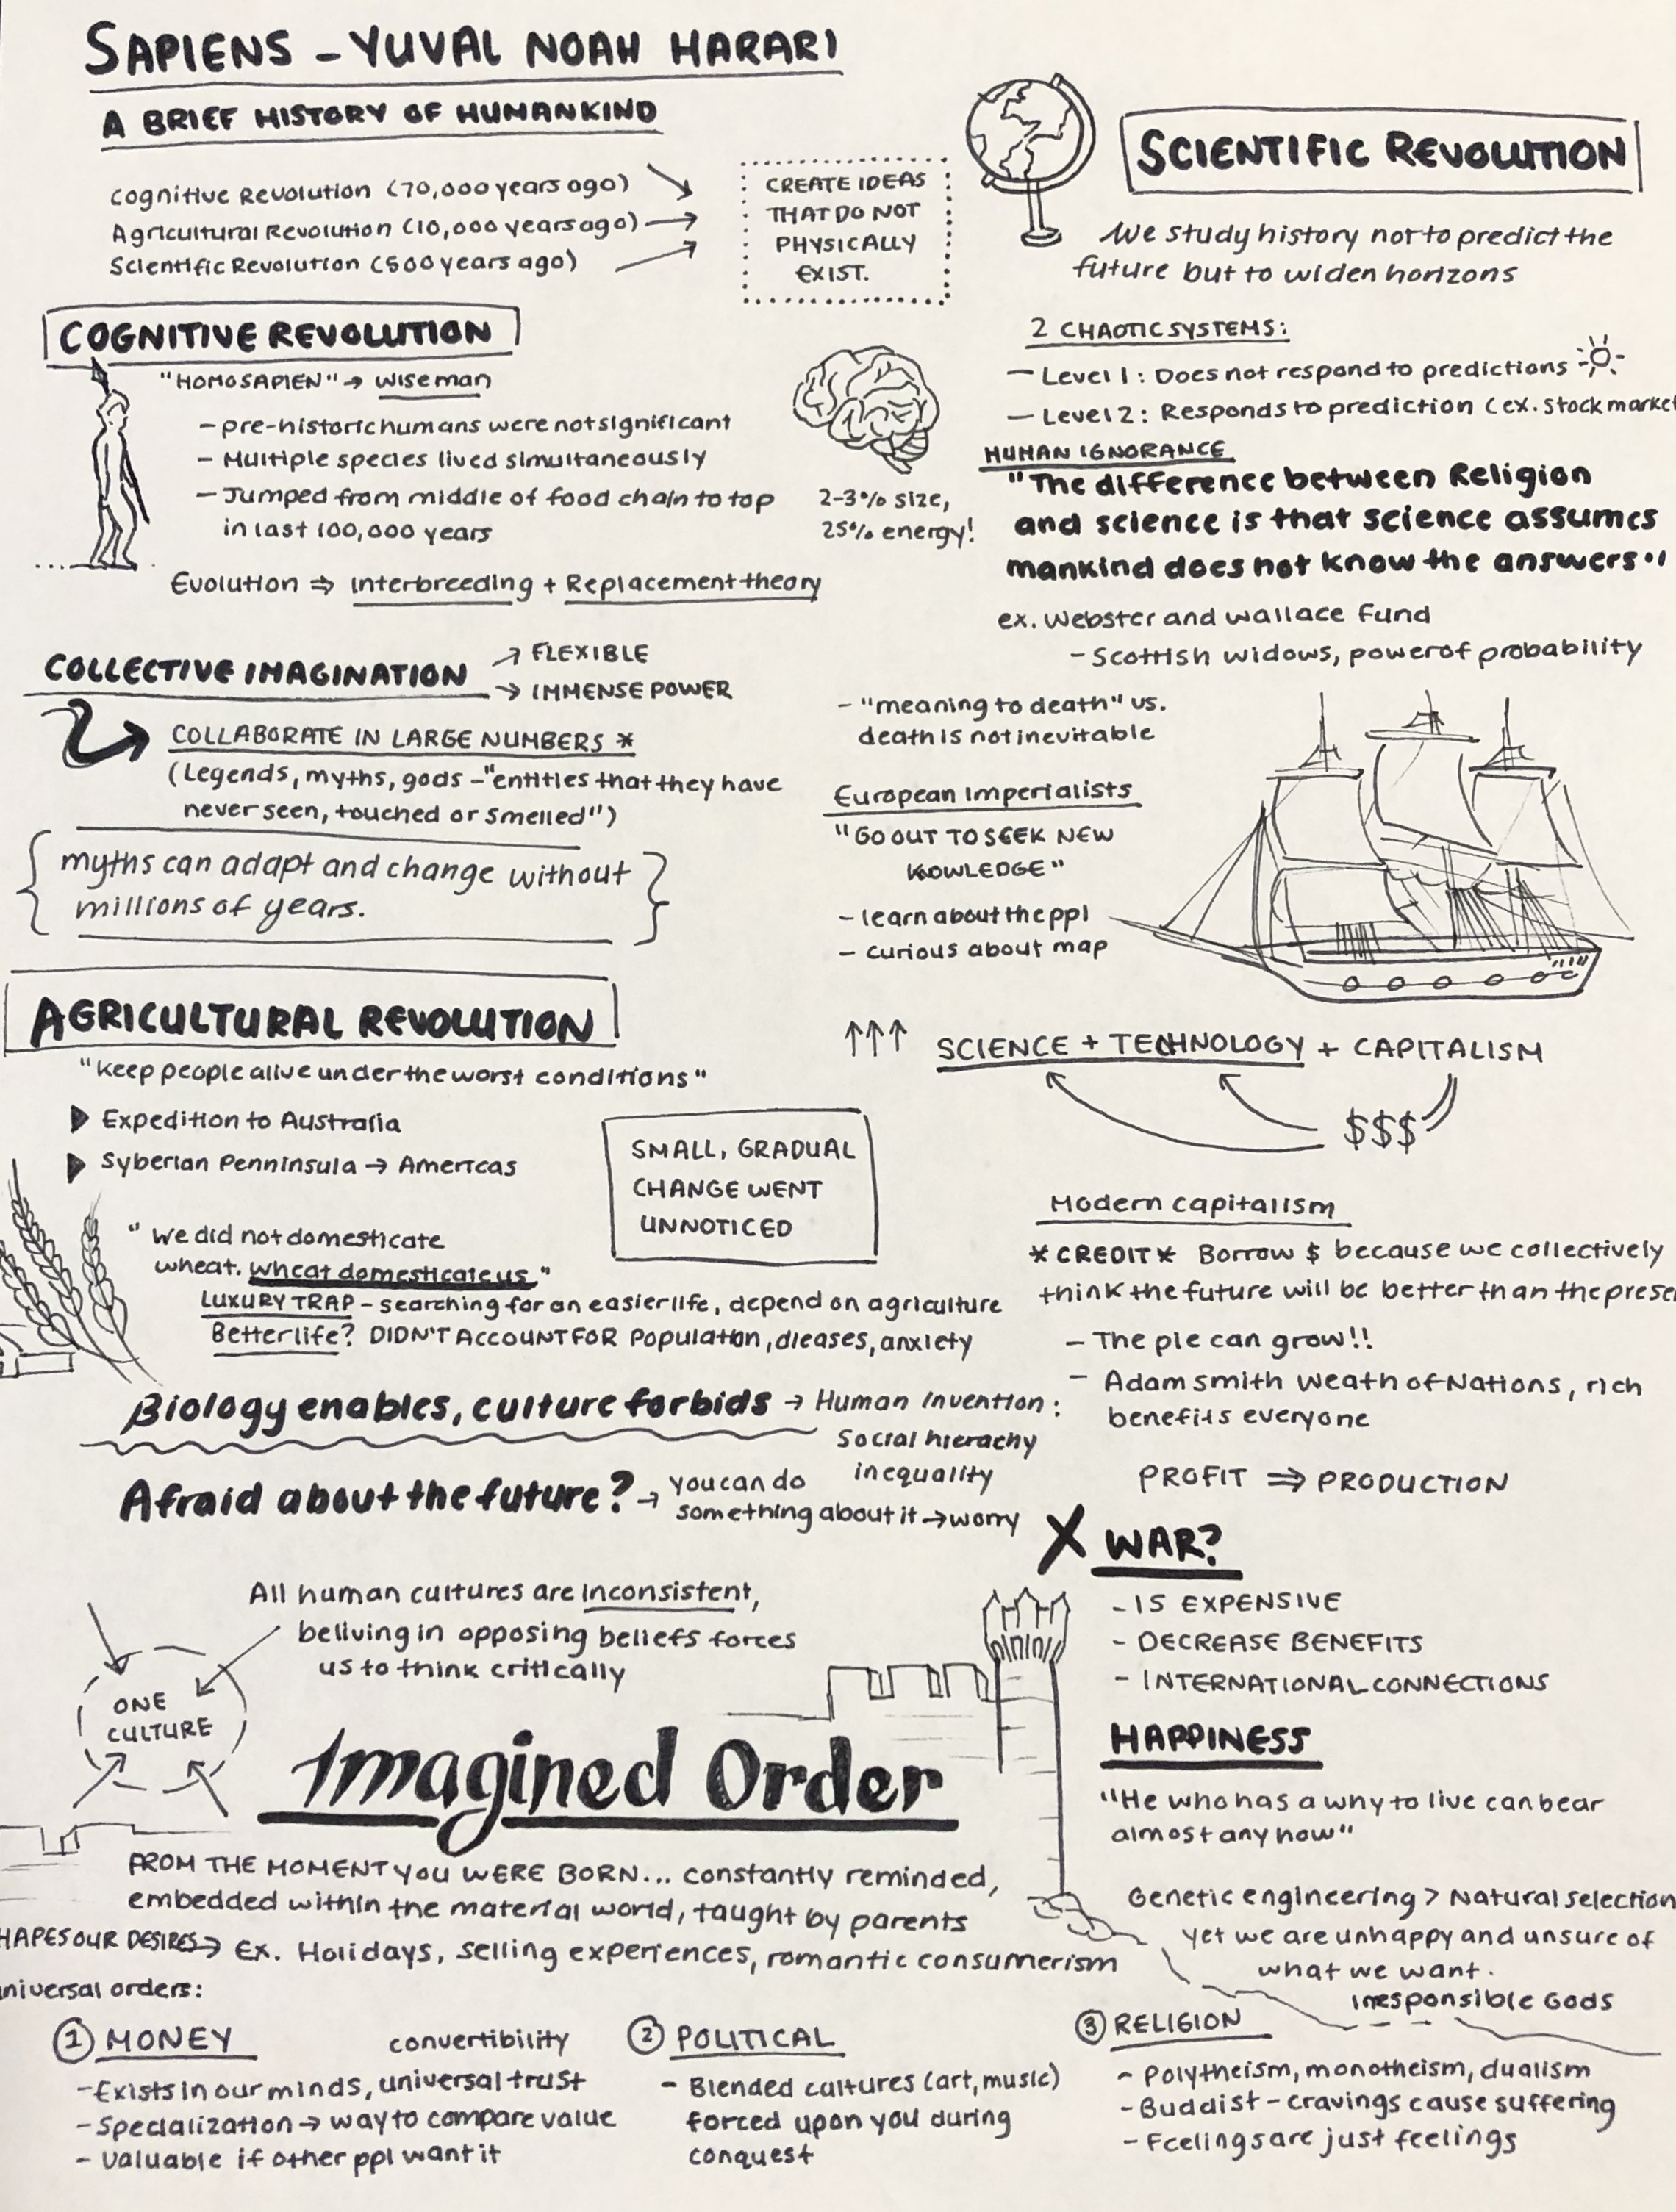 SAPIENS - YUVAL NOAH HARARI
A BRIEF HISTORY OF HUMANKIND
Cognitive Revolution (70,000 years ago)
Agricultural Revolution (10,000 years ago)
Scientific Revolution (500 years ago)
CREATE IDEAS
THAT DO NOT
PHYSICALLY
EXIST.
COGNITIVE REVOLUTION
"HOMOSAPIEN" → wise man
- pre-historic humans were not significant
- Multiple species lived simultaneously
- Jumped from middle of food chain to top
in last 100,000 years
2-3% size,
25% energy!
Evolution ⇒ Interbreeding + Replacement theory
COLLECTIVE IMAGINATION
→ FLEXIBLE
→ IMMENSE POWER
COLLABORATE IN LARGE NUMBERS *
(Legends, myths, gods - "entities that they have
never seen, touched or smelled")
{ myths can adapt and change without
millions of years. }
AGRICULTURAL REVOLUTION
"keep people alive under the worst conditions"
▶ Expedition to Australia
▶ Syberian Penninsula → Americas
SMALL, GRADUAL
CHANGE WENT
UNNOTICED
" We did not domesticate
wheat. wheat domesticate us "
LUXURY TRAP - searching for an easier life, depend on agriculture
Better life? DIDN'T ACCOUNT FOR population, dieases, anxiety
Biology enables, culture forbids → Human Invention:
Social hierachy
inequality
Afraid about the future? → you can do
something about it → worry
All human cultures are inconsistent,
beliving in opposing beliefs forces
us to think critically
ONE
CULTURE
Imagined Order
FROM THE MOMENT YOU WERE BORN... constantly reminded,
embedded within the material world, taught by parents
HAPES OUR DESIRES → Ex. Holidays, selling experiences, romantic consumerism
niversal orders:
① MONEY
convertibility
- Exists in our minds, universal trust
- Specialization → way to compare value
- valuable if other ppl want it
② POLITICAL
- Blended cultures (art, music)
forced upon you during
conquest
③ RELIGION
- Polytheism, monotheism, dualism
- Buddist - cravings cause suffering
- Feelings are just feelings
SCIENTIFIC REVOLUTION
We study history not to predict the
future but to widen horizons
2 CHAOTIC SYSTEMS:
- Level 1: Does not respond to predictions
- Level 2: Responds to prediction (ex. Stock market
HUMAN IGNORANCE
"The difference between Religion
and science is that science assumes
mankind does not know the answers"
ex. Webster and wallace Fund
- Scottish widows, power of probability
- "meaning to death" vs.
death is not inevitable
European Imperialists
"GO OUT TO SEEK NEW
KNOWLEDGE"
- learn about the ppl
- curious about map
↑↑↑ SCIENCE + TECHNOLOGY + CAPITALISM
$$$
Modern capitalism
* CREDIT * Borrow $ because we collectively
think the future will be better than the prese
- The pie can grow!!
- Adam smith Weath of Nations, rich
benefits everyone
PROFIT ⇒ PRODUCTION
X WAR?
- IS EXPENSIVE
- DECREASE BENEFITS
- INTERNATIONAL CONNECTIONS
HAPPINESS
"He who has a why to live can bear
almost any how"
Genetic engineering > Natural selection
yet we are unhappy and unsure of
what we want.
irresponsible Gods